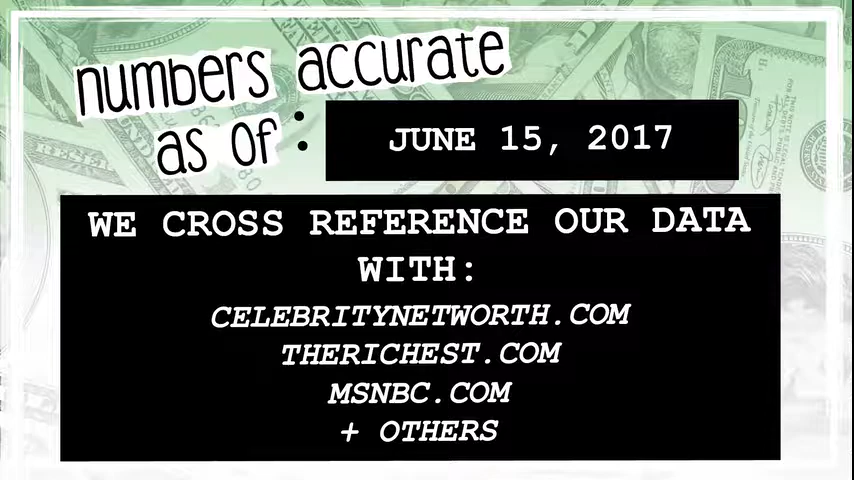 numbers accurate
as of: JUNE 15, 2017
WE CROSS REFERENCE OUR DATA
WITH:
CELEBRITYNETWORTH.COM
THERICHEST.COM
MSNBC.COM
+ OTHERS